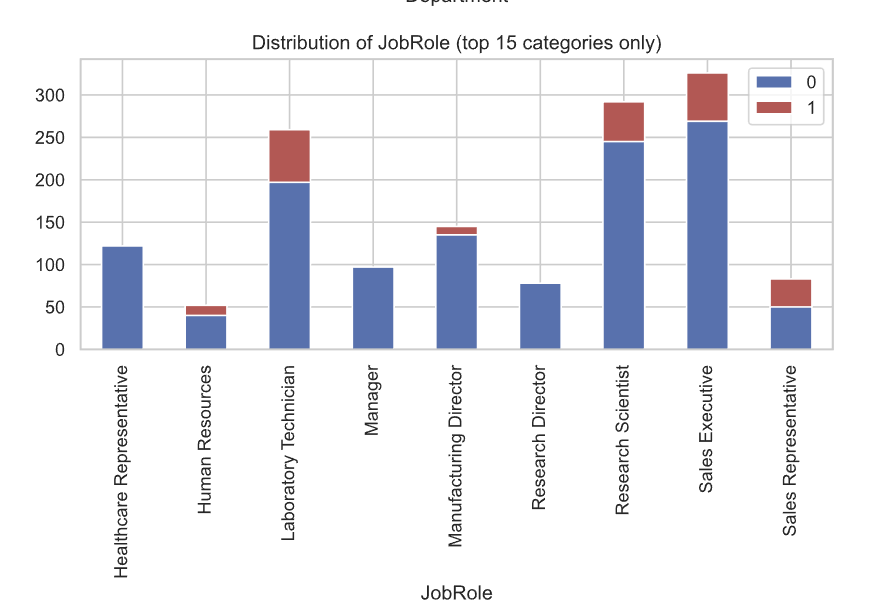 Department
Distribution of JobRole (top 15 categories only)
0
1
300
250
200
150
100
50
0
Healthcare Representative
Human Resources
Laboratory Technician
Manager
Manufacturing Director
Research Director
Research Scientist
Sales Executive
Sales Representative
JobRole